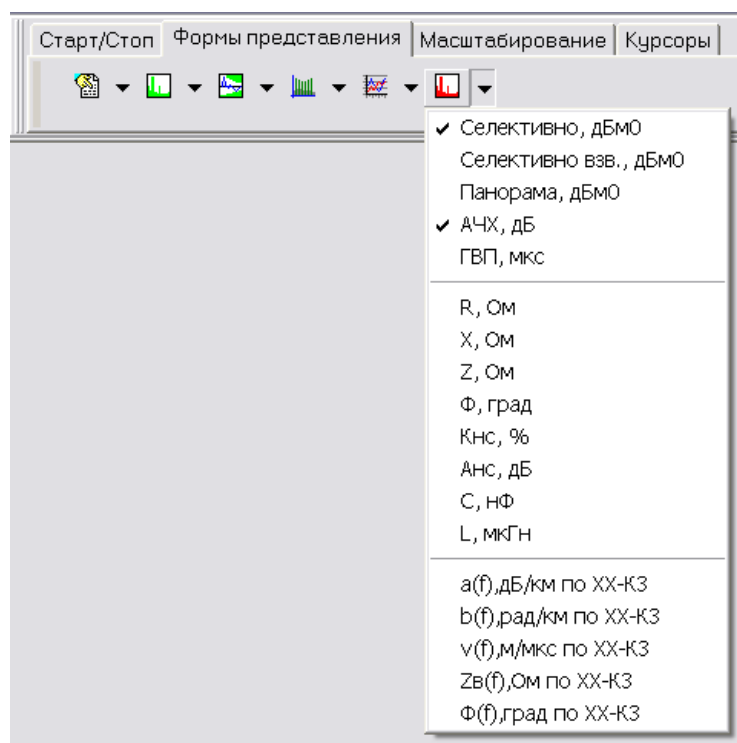 Старт/Стоп Формы представления Масштабирование Курсоры
Селективно, дБм0
Селективно взв., дБм0
Панорама, дБм0
АЧХ, дБ
ГВП, мкс
R, Ом
X, Ом
Z, Ом
Ф, град
Кнс, %
Анс, дБ
C, нФ
L, мкГн
a(f),дБ/км по ХХ-КЗ
b(f),рад/км по ХХ-КЗ
v(f),м/мкс по ХХ-КЗ
Zв(f),Ом по ХХ-КЗ
Ф(f),град по ХХ-КЗ